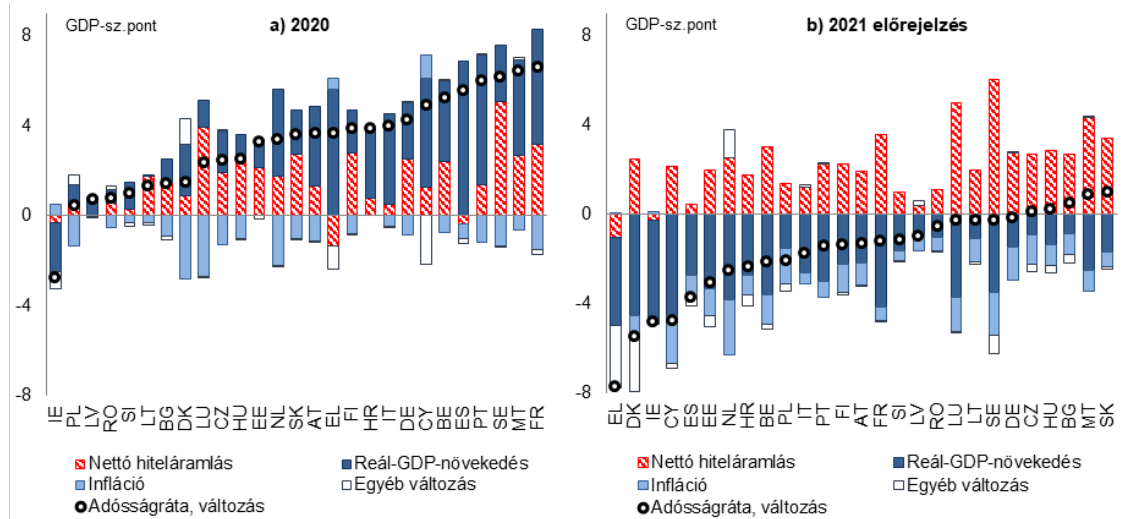 GDP-sz.pont
a) 2020
8
4
0
-4
-8
IE
PL
LV
RO
SI
LT
BG
DK
LU
CZ
HU
EE
NL
SK
AT
EL
FI
HR
IT
DE
CY
BE
ES
PT
SE
MT
FR
Nettó hiteláramlás
Reál-GDP-növekedés
Infláció
Egyéb változás
Adósságráta, változás
GDP-sz.pont
b) 2021 előrejelzés
8
4
0
-4
-8
EL
DK
IE
CY
ES
EE
NL
HR
BE
PL
IT
PT
FI
AT
FR
SI
LV
RO
LU
LT
SE
DE
CZ
HU
BG
MT
SK
Nettó hiteláramlás
Reál-GDP-növekedés
Infláció
Egyéb változás
Adósságráta, változás